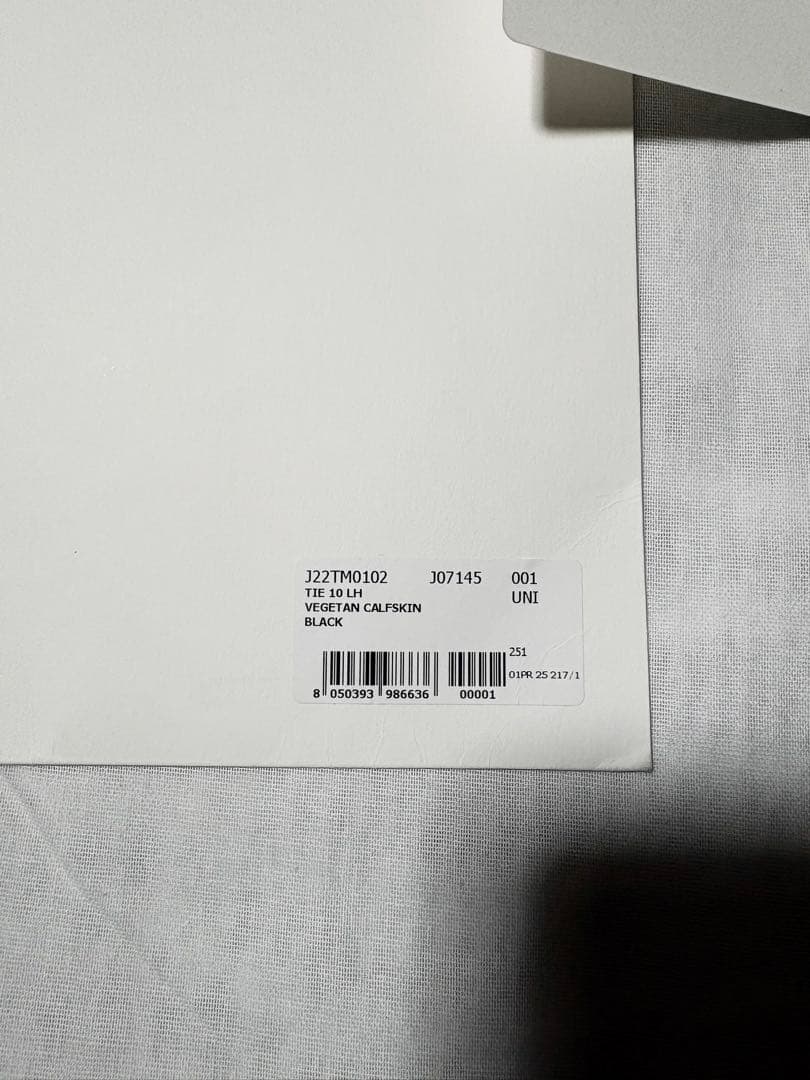 J22TM0102 J07145 001
TIE 10 LH UNI
VEGETAN CALFSKIN
BLACK
251
01PR 25 217/1
8 050393 986636 00001